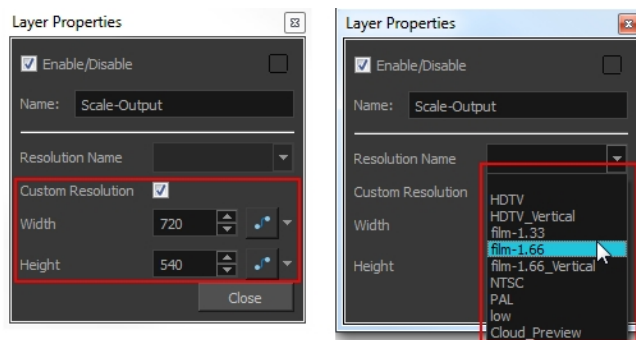 Layer Properties
Enable/Disable
Name: Scale-Output
Resolution Name
Custom Resolution
Width 720
Height 540
Close
Layer Properties
Enable/Disable
Name: Scale-Output
Resolution Name
Custom Resolution
Width
Height
HDTV
HDTV_Vertical
film-1.33
film-1.66
film-1.66_Vertical
NTSC
PAL
low
Cloud_Preview